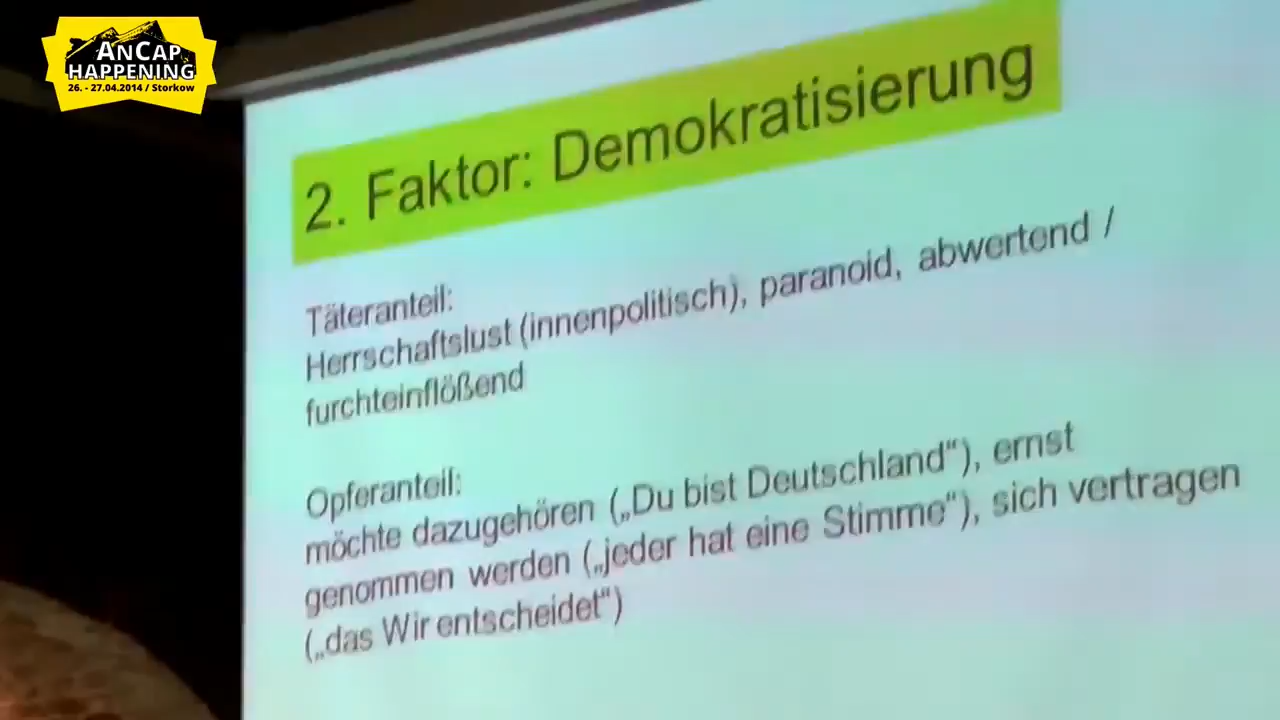 ANCAP
HAPPENING
26. - 27.04.2014 / Storkow
2. Faktor: Demokratisierung
Täteranteil:
Herrschaftslust (innenpolitisch), paranoid, abwertend /
furchteinflößend
Opferanteil:
möchte dazugehören („Du bist Deutschland“), ernst
genommen werden („jeder hat eine Stimme“), sich vertragen
(„das Wir entscheidet“)